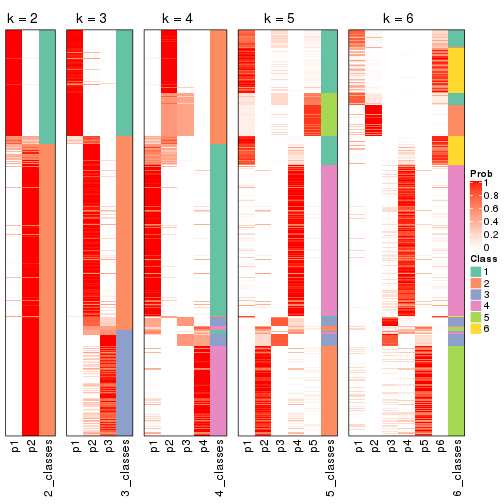 k = 2
k = 3
k = 4
k = 5
k = 6
Prob
1
0.8
0.6
0.4
0.2
0
Class
1
2
3
4
5
6
p1
p2
2_classes
p1
p2
p3
3_classes
p1
p2
p3
p4
4_classes
p1
p2
p3
p4
p5
5_classes
p1
p2
p3
p4
p5
p6
6_classes